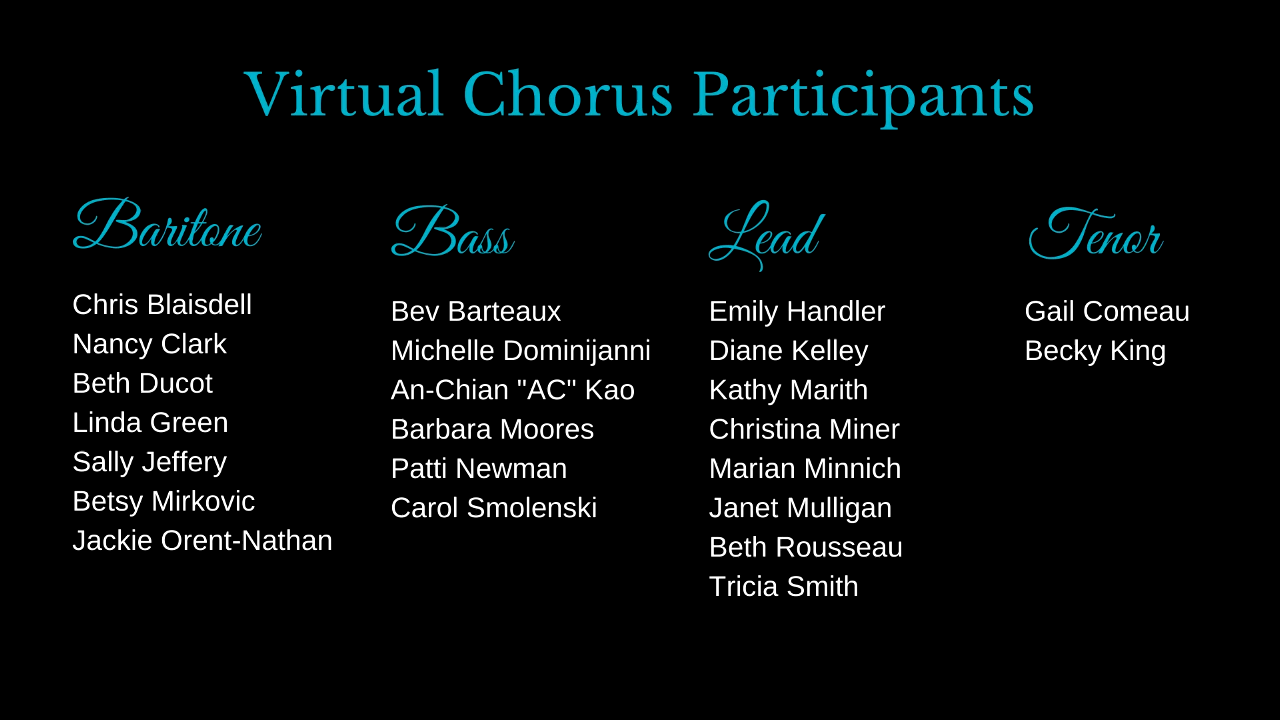 Virtual Chorus Participants
Baritone
Chris Blaisdell
Nancy Clark
Beth Ducot
Linda Green
Sally Jeffery
Betsy Mirkovic
Jackie Orent-Nathan
Bass
Bev Barteaux
Michelle Dominijanni
An-Chian "AC" Kao
Barbara Moores
Patti Newman
Carol Smolenski
Lead
Emily Handler
Diane Kelley
Kathy Marith
Christina Miner
Marian Minnich
Janet Mulligan
Beth Rousseau
Tricia Smith
Tenor
Gail Comeau
Becky King